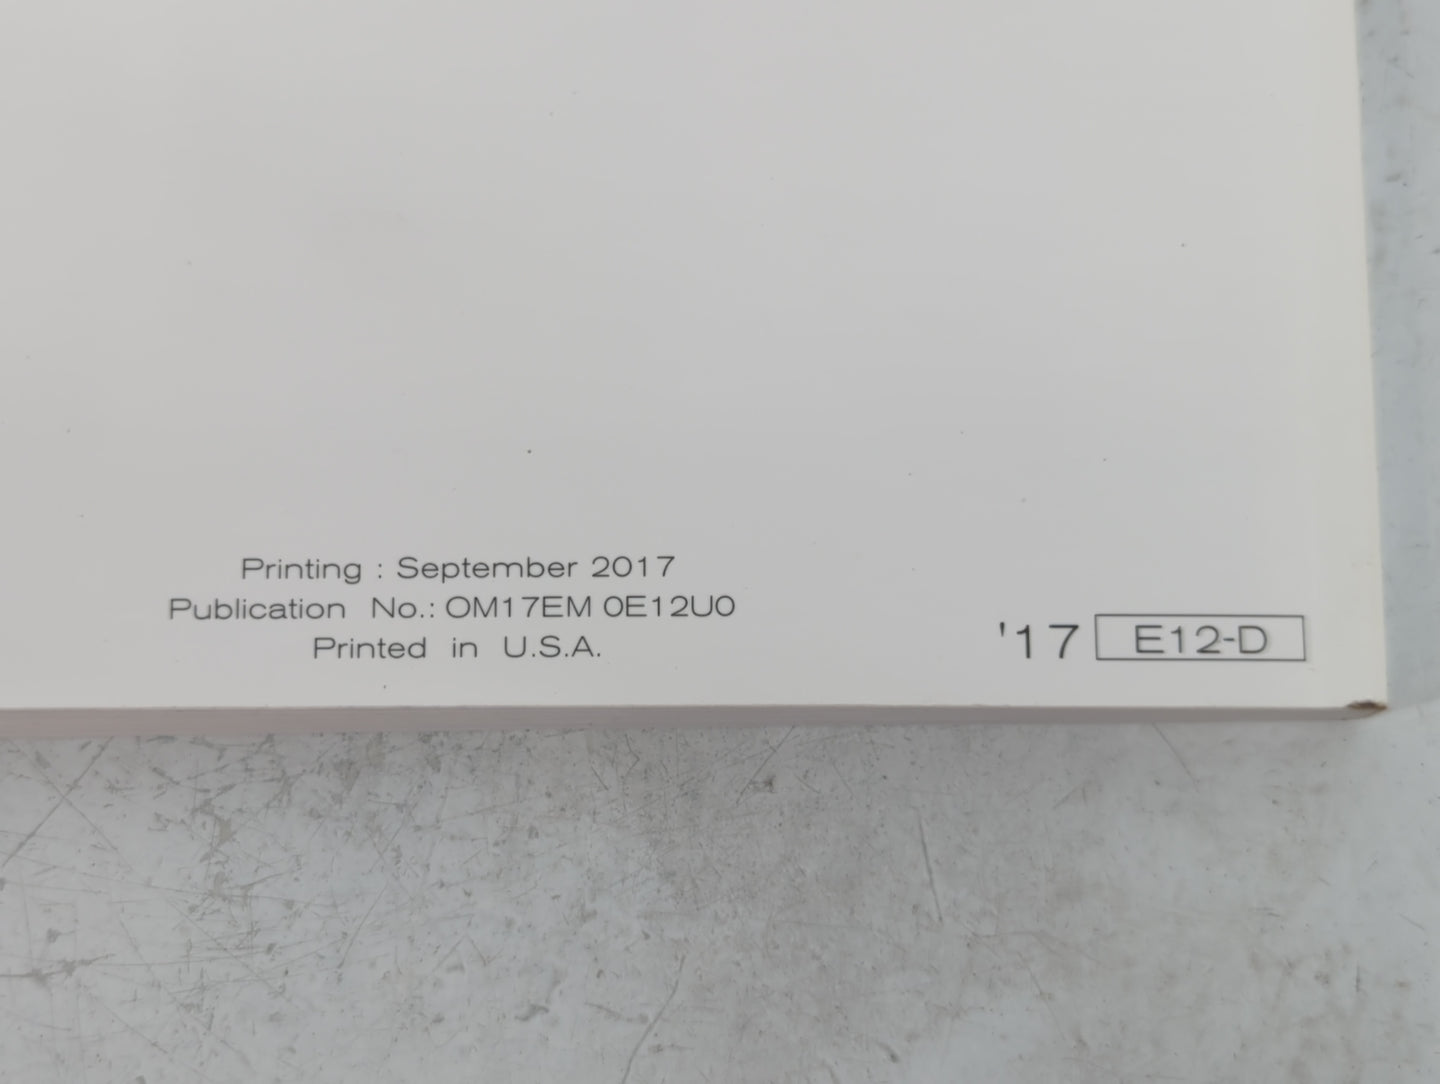 Printing : September 2017
Publication No.: OM17EM 0E12U0
Printed in U.S.A.
'17 E12-D